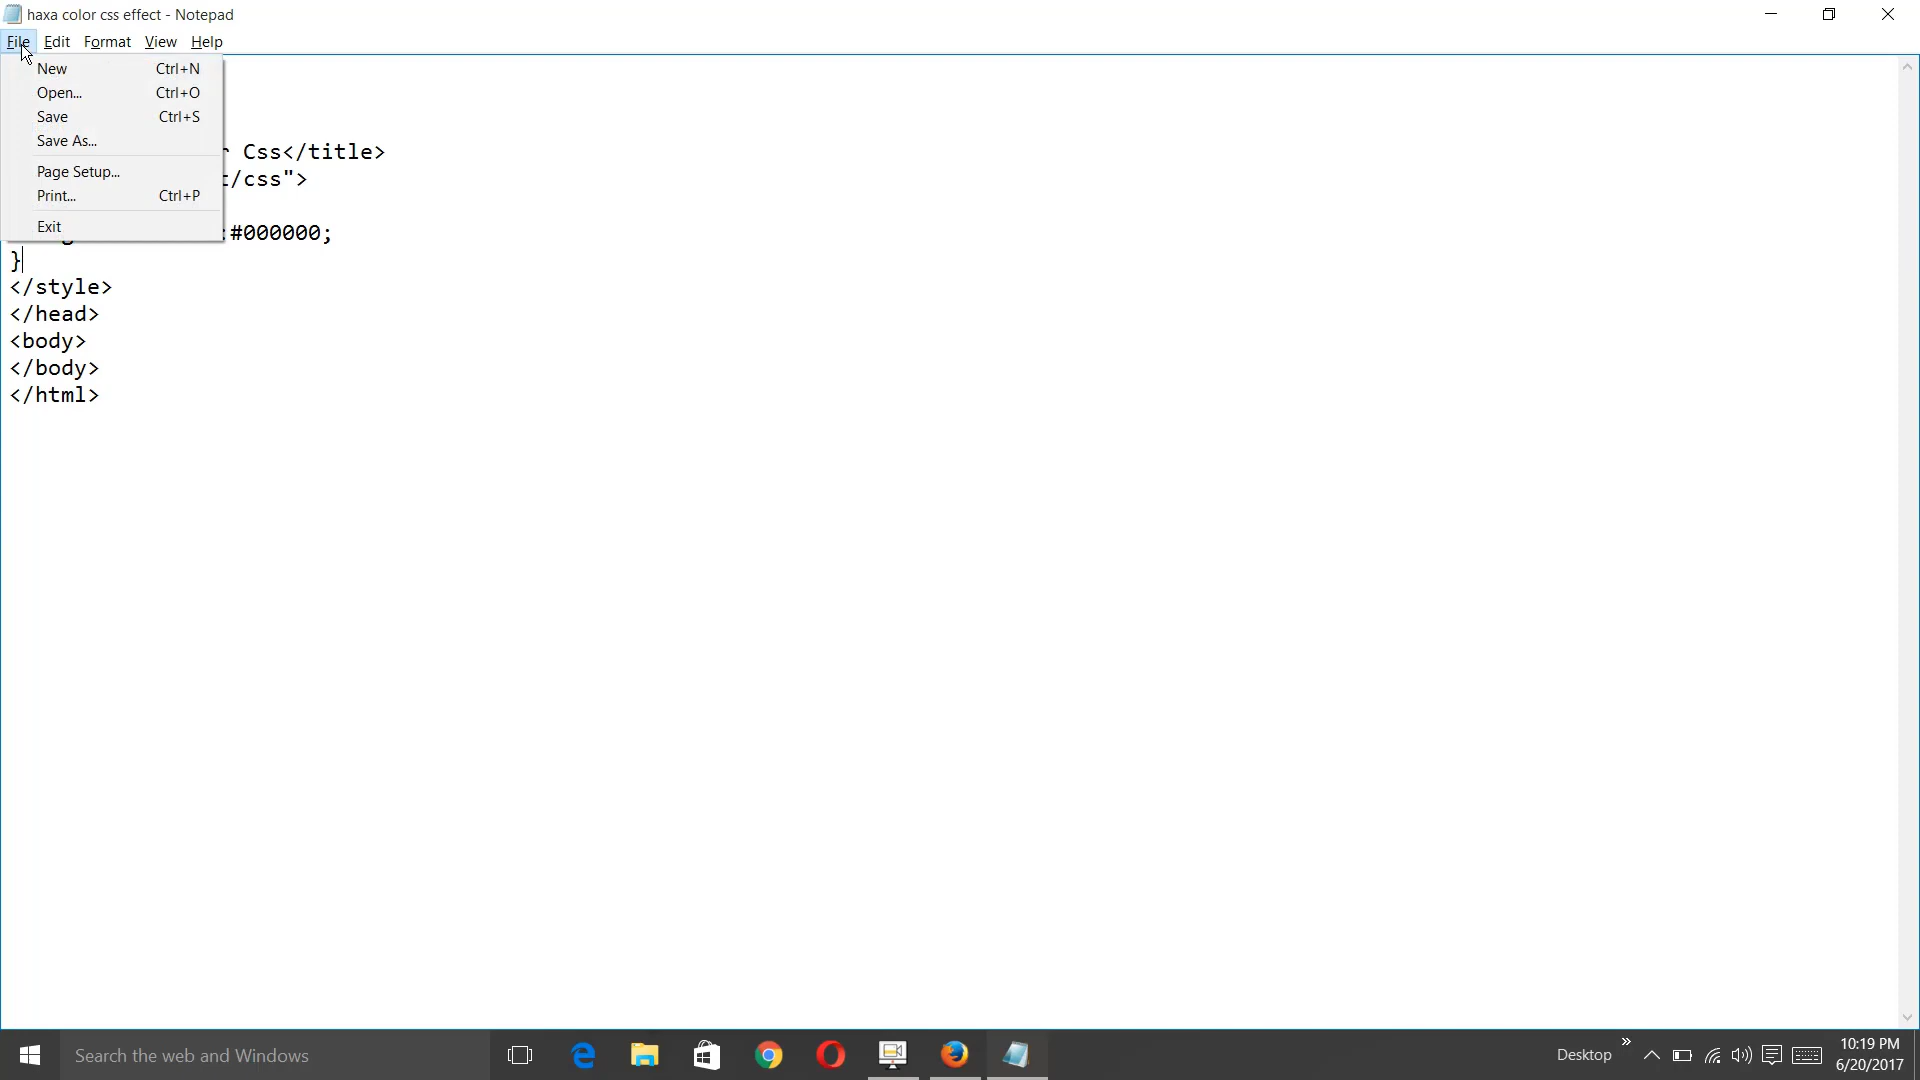 haxa color css effect - Notepad
File Edit Format View Help
New Ctrl+N
Open... Ctrl+O
Save Ctrl+S
Save As...
Page Setup...
Print... Ctrl+P
Exit
Css</title>
/css">
:#000000;
}
</style>
</head>
<body>
</body>
</html>
Search the web and Windows
Desktop
10:19 PM
6/20/2017